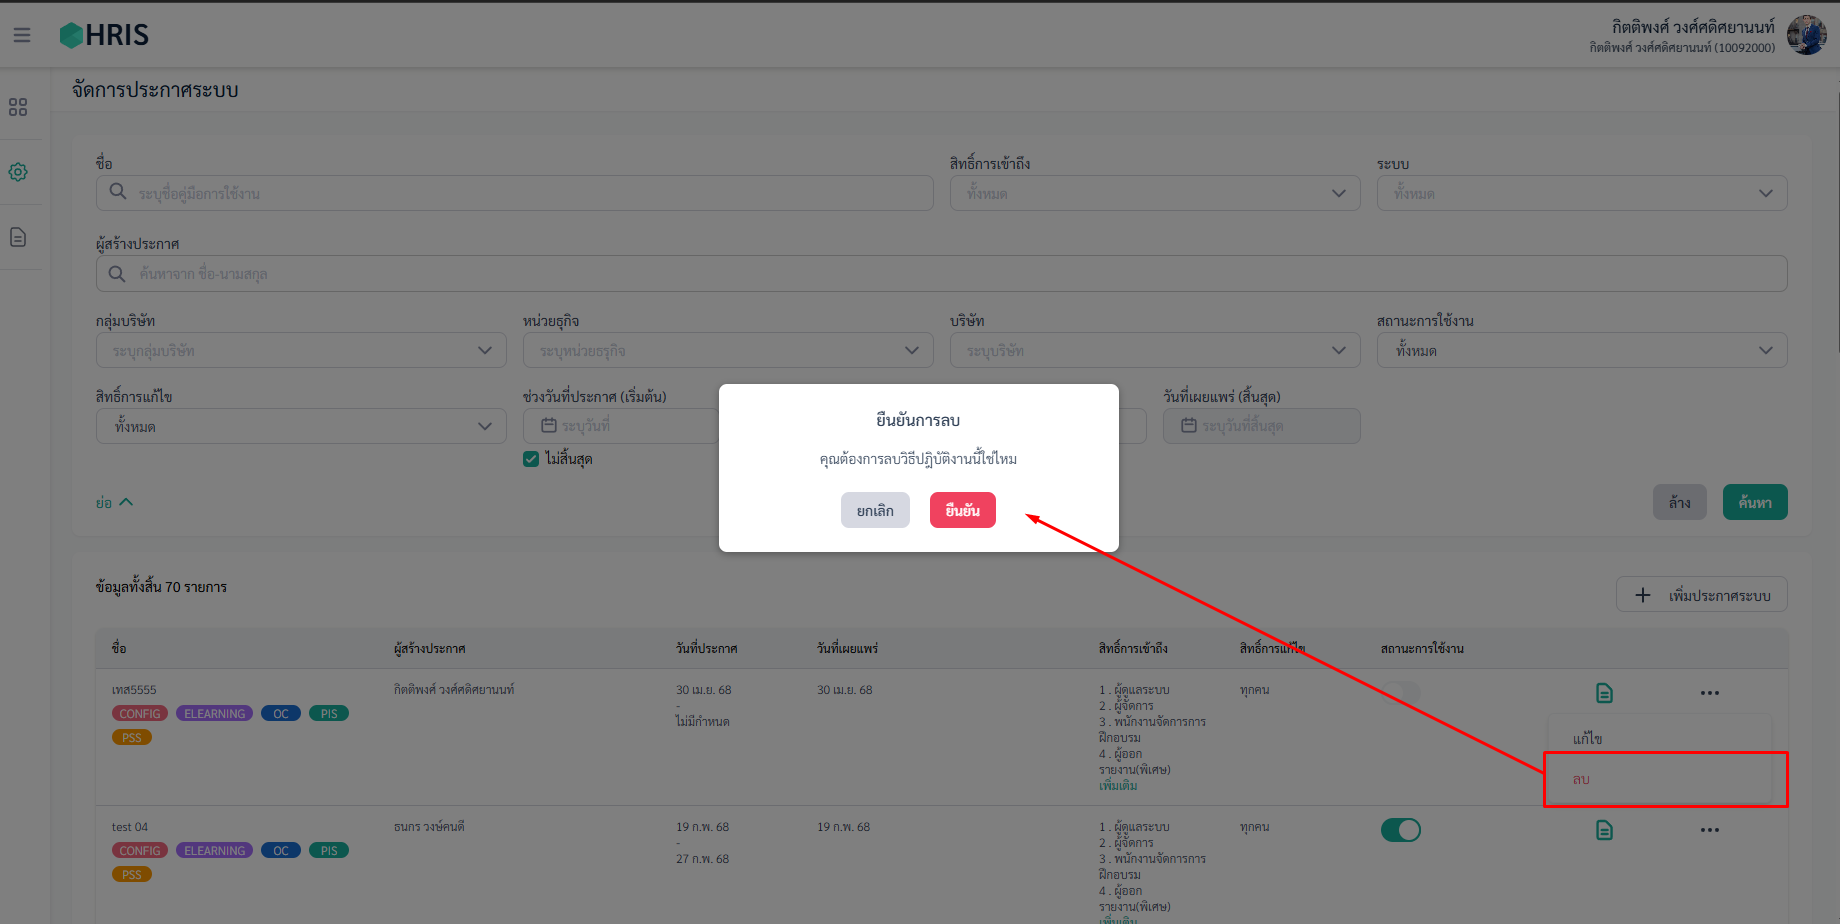 HRIS
กิตติพงศ์ วงศ์ศดิศยานนท์
กิตติพงศ์ วงศ์ศดิศยานนท์ (10092000)
จัดการประกาศระบบ
ชื่อ
สิทธิ์การเข้าถึง
ระบบ
ระบุชื่อคู่มือการใช้งาน
ทั้งหมด
ทั้งหมด
ผู้สร้างประกาศ
ค้นหาจาก ชื่อ-นามสกุล
กลุ่มบริษัท
หน่วยธุกิจ
บริษัท
สถานะการใช้งาน
ระบุกลุ่มบริษัท
ระบุหน่วยธรุกิจ
ระบุบริษัท
ทั้งหมด
สิทธิ์การแก้ไข
ช่วงวันที่ประกาศ (เริ่มต้น)
วันที่เผยแพร่ (สิ้นสุด)
ทั้งหมด
ระบุวันที่
ระบุวันที่สิ้นสุด
ไม่สิ้นสุด
ย่อ
ล้าง
ค้นหา
ยืนยันการลบ
คุณต้องการลบวิธีปฎิบัติงานนี้ใช่ไหม
ยกเลิก
ยืนยัน
ข้อมูลทั้งสิ้น 70 รายการ
เพิ่มประกาศระบบ
ชื่อ
ผู้สร้างประกาศ
วันที่ประกาศ
วันที่เผยแพร่
สิทธิ์การเข้าถึง
สิทธิ์การแก้ไข
สถานะการใช้งาน
เทส5555
CONFIG ELEARNING OC PIS
PSS
กิตติพงศ์ วงศ์ศดิศยานนท์
30 เม.ย. 68
-
ไม่มีกำหนด
30 เม.ย. 68
1 . ผู้ดูแลระบบ
2 . ผู้จัดการ
3 . พนักงานจัดการการ
ฝึกอบรม
4 . ผู้ออก
รายงาน(พิเศษ)
เพิ่มเติม
ทุกคน
แก้ไข
ลบ
test 04
CONFIG ELEARNING OC PIS
PSS
ธนกร วงษ์คนดี
19 ก.พ. 68
-
27 ก.พ. 68
19 ก.พ. 68
1 . ผู้ดูแลระบบ
2 . ผู้จัดการ
3 . พนักงานจัดการการ
ฝึกอบรม
4 . ผู้ออก
รายงาน(พิเศษ)
เพิ่มเติม
ทุกคน